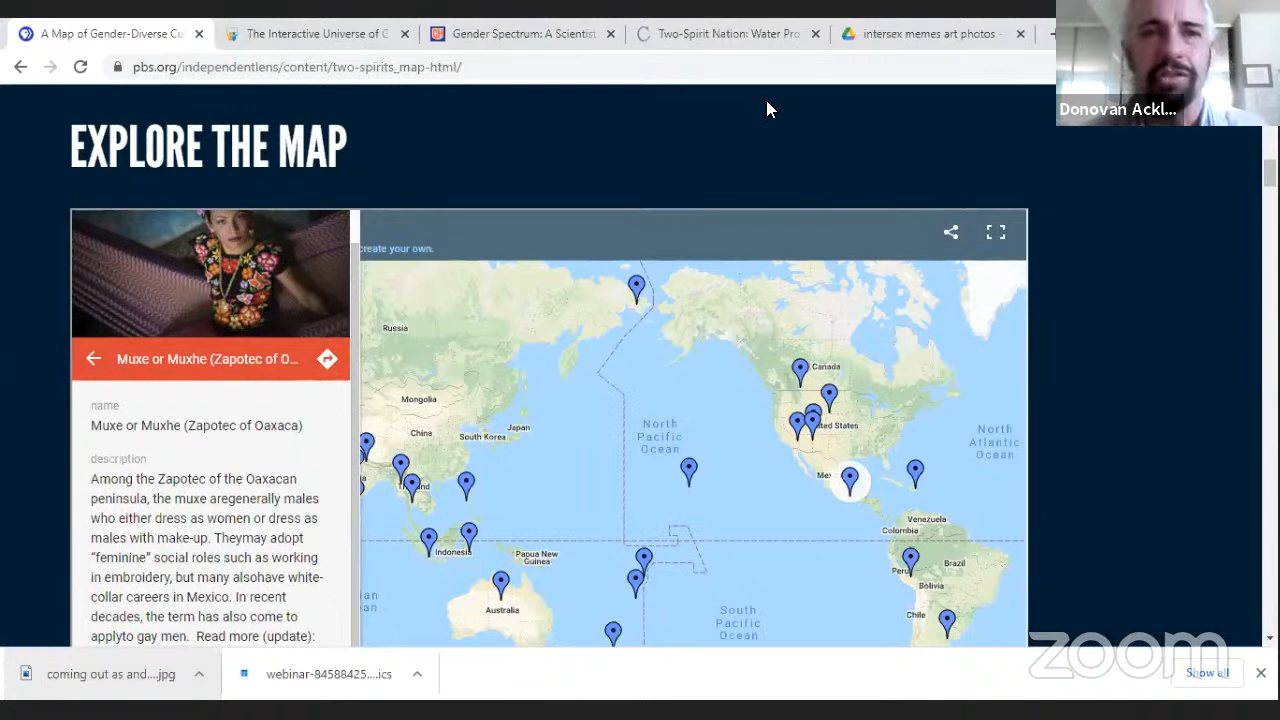 A Map of Gender-Diverse Cu
The Interactive Universe of G
Gender Spectrum: A Scientist
Two-Spirit Nation: Water Pro
intersex memes art photos -
pbs.org/independentlens/content/two-spirits_map-html/
Donovan Ackl...
EXPLORE THE MAP
create your own.
Muxe or Muxhe (Zapotec of O...
name
Muxe or Muxhe (Zapotec of Oaxaca)
description
Among the Zapotec of the Oaxacan
peninsula, the muxe aregenerally males
who either dress as women or dress as
males with make-up. Theymay adopt
“feminine” social roles such as working
in embroidery, but many alsohave white-
collar careers in Mexico. In recent
decades, the term has also come to
applyto gay men. Read more (update):
Russia
Canada
Mongolia
China
Japan
South Korea
North
Pacific
Ocean
United States
North
Atlantic
Ocean
Me
Venezuela
Colombia
Indonesia
Papua New
Guinea
Peru
Brazil
Bolivia
Australia
Chile
South
Pacific
Ocean
an
zoom
coming out as and....jpg
webinar-84588425....ics
Show all